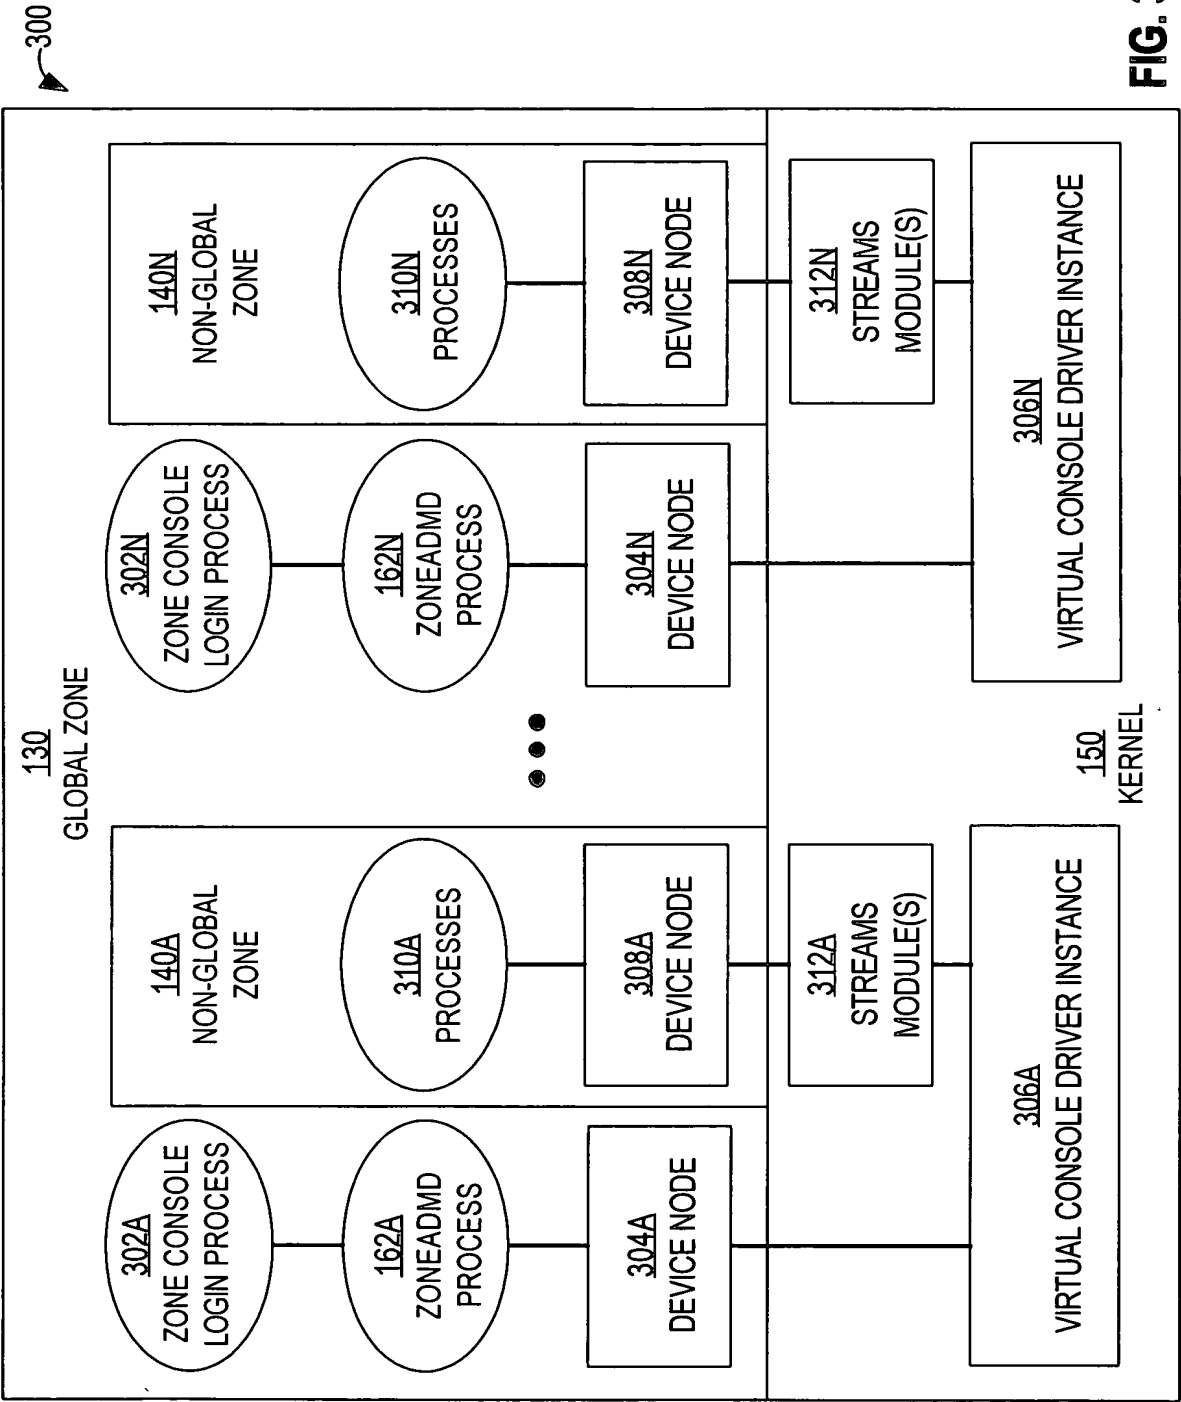 300
130
GLOBAL ZONE
302A
ZONE CONSOLE
LOGIN PROCESS
140A
NON-GLOBAL
ZONE
302N
ZONE CONSOLE
LOGIN PROCESS
140N
NON-GLOBAL
ZONE
162A
ZONEADMD
PROCESS
310A
PROCESSES
162N
ZONEADMD
PROCESS
310N
PROCESSES
304A
DEVICE NODE
308A
DEVICE NODE
304N
DEVICE NODE
308N
DEVICE NODE
312A
STREAMS
MODULE(S)
312N
STREAMS
MODULE(S)
306A
VIRTUAL CONSOLE DRIVER INSTANCE
306N
VIRTUAL CONSOLE DRIVER INSTANCE
150
KERNEL
FIG.